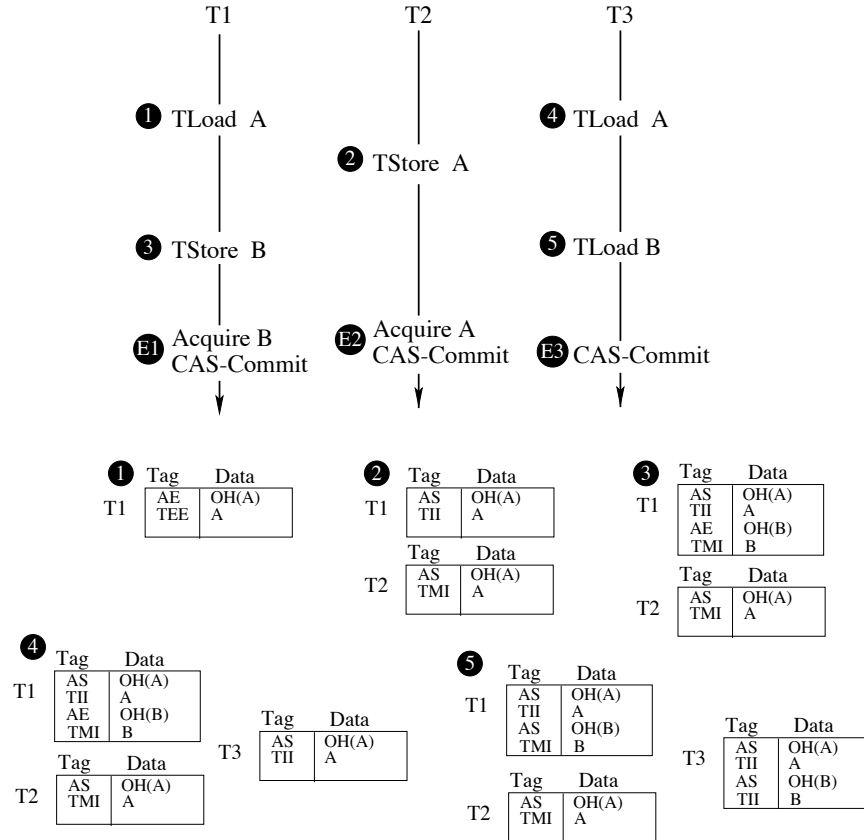 T1 T2 T3
1 TLoad A
4 TLoad A
2 TStore A
3 TStore B
5 TLoad B
E1 Acquire B
CAS-Commit
E2 Acquire A
CAS-Commit
E3 CAS-Commit
1
Tag Data
T1
AE OH(A)
TEE A
2
Tag Data
T1
AS OH(A)
TII A
Tag Data
T2
AS OH(A)
TMI A
3
Tag Data
T1
AS OH(A)
TII A
AE OH(B)
TMI B
Tag Data
T2
AS OH(A)
TMI A
4
Tag Data
T1
AS OH(A)
TII A
AE OH(B)
TMI B
Tag Data
T2
AS OH(A)
TMI A
Tag Data
T3
AS OH(A)
TII A
5
Tag Data
T1
AS OH(A)
TII A
AS OH(B)
TMI B
Tag Data
T2
AS OH(A)
TMI A
Tag Data
T3
AS OH(A)
TII A
AS OH(B)
TII B